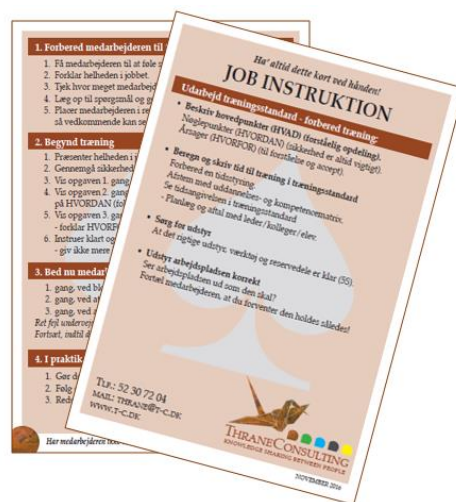 1. Forbered medarbejderen til
1. Få medarbejderen til at føle s
2. Forklar helheden i jobbet.
3. Tjek hvor meget medarbejd
4. Læg op til spørgsmål og g
5. Placer medarbejderen i re
så vedkommende kan se
2. Begynd træning
1. Præsenter helheden i j
2. Gennemgå sikkerhed
3. Vis opgaven 1. gang
4. Vis opgaven 2. gang
på HVORDAN (fo
5. Vis opgaven 3. gang
- forklar HVORF
6. Instruer klart og
- giv ikke mere
3. Bed nu medar
1. gang, ved bl
2. gang, ved at
3. gang, ved a
Ret fejl underveje
Fortsæt, indtil d
4. I praktik
1. Gør de
2. Følg
3. Red
Har medarbejderen ikk
Ha' altid dette kort ved hånden!
JOB INSTRUKTION
Udarbejd træningsstandard - forbered træning
• Beskriv hovedpunkter (HVAD) (forståelig opdeling).
Nøglepunkter (HVORDAN) (sikkerhed er altid vigtigt).
Årsager (HVORFOR) (til forståelse og accept).
• Beregn og skriv tid til træning i træningsstandard
Forbered en tidsstyring.
Afstem med uddannelses- og kompetencematrix.
Se tidsangivelsen i træningsstandard
- Planlæg og aftal med leder/kolleger/elev.
• Sørg for udstyr
At det rigtige udstyr, værktøj og reservedele er klar (5S).
• Udstyr arbejdspladsen korrekt
Ser arbejdspladsen ud som den skal?
Fortæl medarbejderen, at du forventer den holdes således!
TLF.: 52 30 72 04
MAIL: THRANE@T-C.DK
WWW.T-C.DK
THRANECONSULTING
KNOWLEDGE SHARING BETWEEN PEOPLE
NOVEMBER 2016